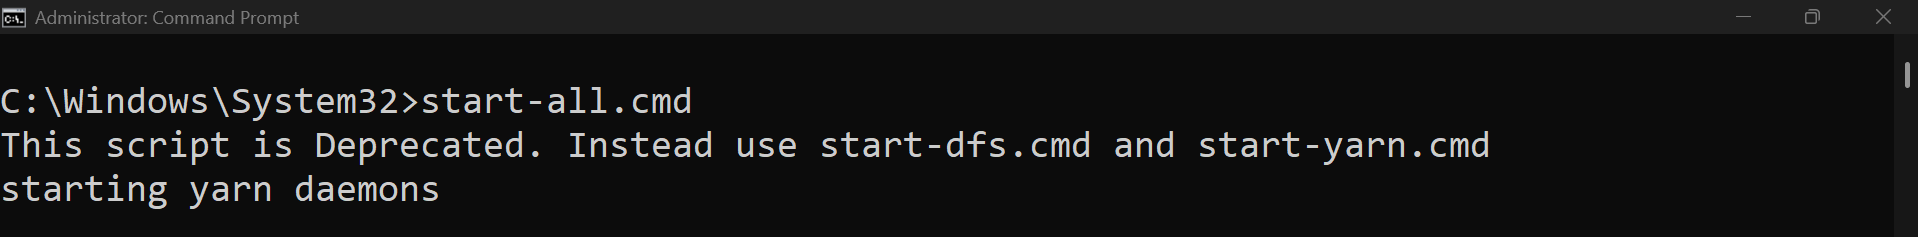 Administrator: Command Prompt
C:\Windows\System32>start-all.cmd
This script is Deprecated. Instead use start-dfs.cmd and start-yarn.cmd
starting yarn daemons